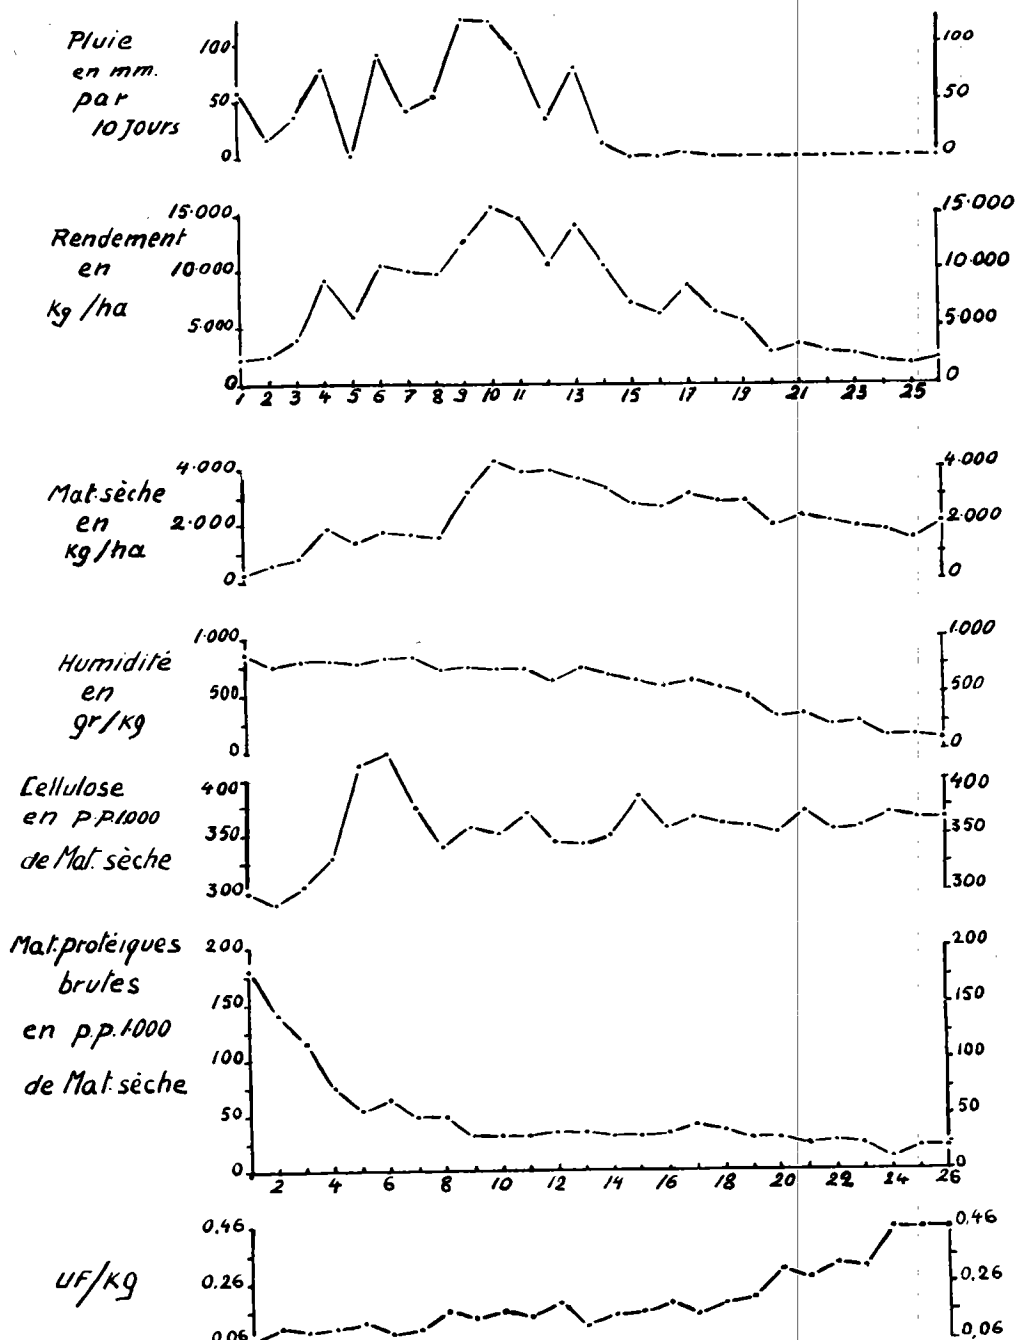 Pluie
en mm.
par
10 Jours
100
50
0
100
50
0
Rendement
en
kg/ha
15.000
10.000
5.000
0
15.000
10.000
5.000
0
1 2 3 4 5 6 7 8 9 10 11 13 15 17 19 21 23 25
Mat.sèche
en
kg/ha
4.000
2.000
0
4.000
2.000
0
Humidité
en
gr/kg
1.000
500
0
1.000
500
0
Cellulose
en p.p.1.000
de Mat. sèche
400
350
300
400
350
300
Mat.protéiques
brutes
en p.p.1.000
de Mat. sèche
200
150
100
50
0
200
150
100
50
0
2 4 6 8 10 12 14 16 18 20 22 24 26
UF/kg
0,46
0,26
0,06
0,46
0,26
0,06